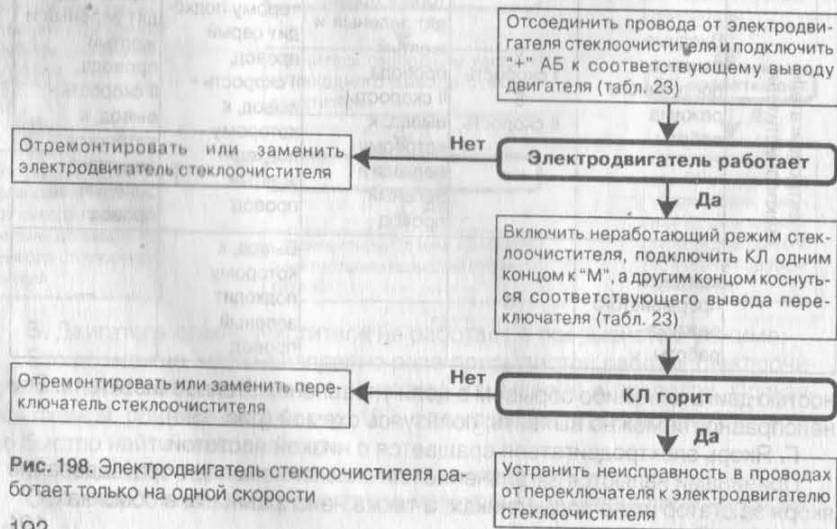 Отсоединить провода от электродви-
гателя стеклоочистителя и подключить
"+" АБ к соответствующему выводу
двигателя (табл. 23)
Отремонтировать или заменить
электродвигатель стеклоочистителя
Нет
Электродвигатель работает
Да
Включить неработающий режим стек-
лоочистителя, подключить КЛ одним
концом к "М", а другим концом коснуть-
ся соответствующего вывода пере-
ключателя (табл. 23)
Отремонтировать или заменить пере-
ключатель стеклоочистителя
Нет
КЛ горит
Да
Устранить неисправность в проводах
от переключателя к электродвигателю
стеклоочистителя
Рис. 198. Электродвигатель стеклоочистителя ра-
ботает только на одной скорости
192